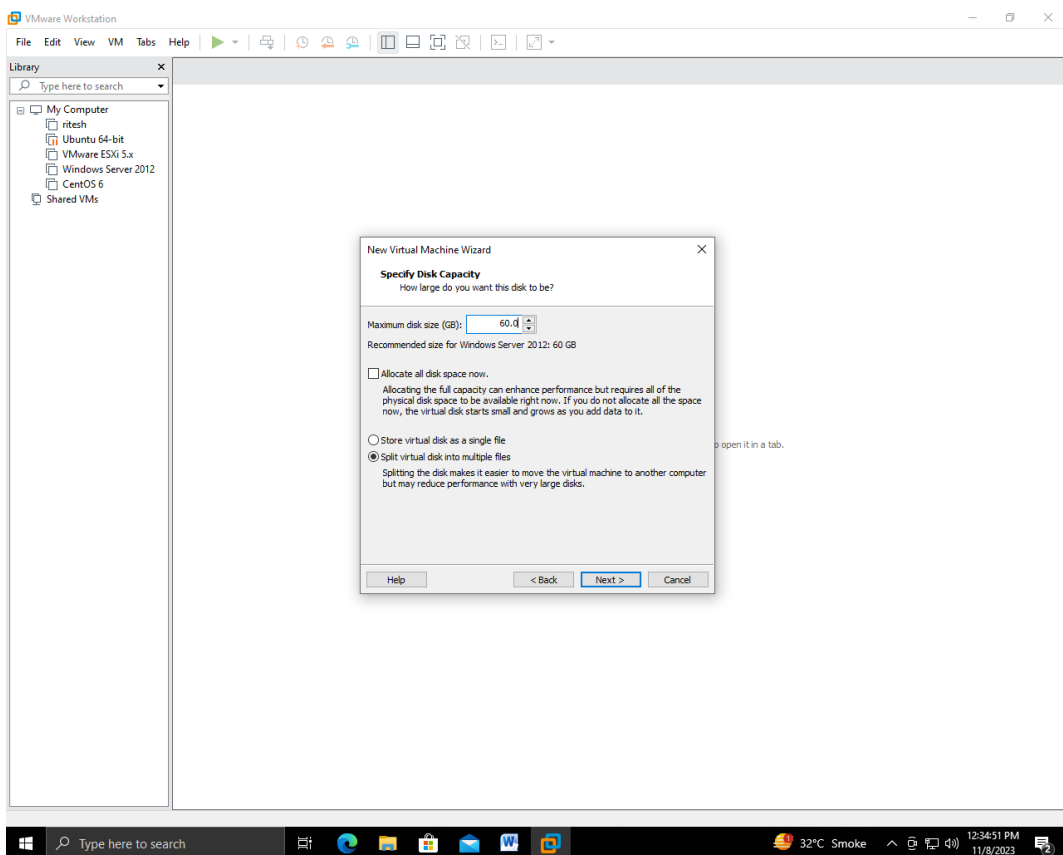 VMware Workstation
File Edit View VM Tabs Help
Library
Type here to search
My Computer
ritesh
Ubuntu 64-bit
VMware ESXi 5.x
Windows Server 2012
CentOS 6
Shared VMs
New Virtual Machine Wizard
Specify Disk Capacity
How large do you want this disk to be?
Maximum disk size (GB): 60.0
Recommended size for Windows Server 2012: 60 GB
Allocate all disk space now.
Allocating the full capacity can enhance performance but requires all of the
physical disk space to be available right now. If you do not allocate all the space
now, the virtual disk starts small and grows as you add data to it.
Store virtual disk as a single file
o open it in a tab.
Split virtual disk into multiple files
Splitting the disk makes it easier to move the virtual machine to another computer
but may reduce performance with very large disks.
Help < Back Next > Cancel
Type here to search
1
32°C Smoke
12:34:51 PM
11/8/2023
2